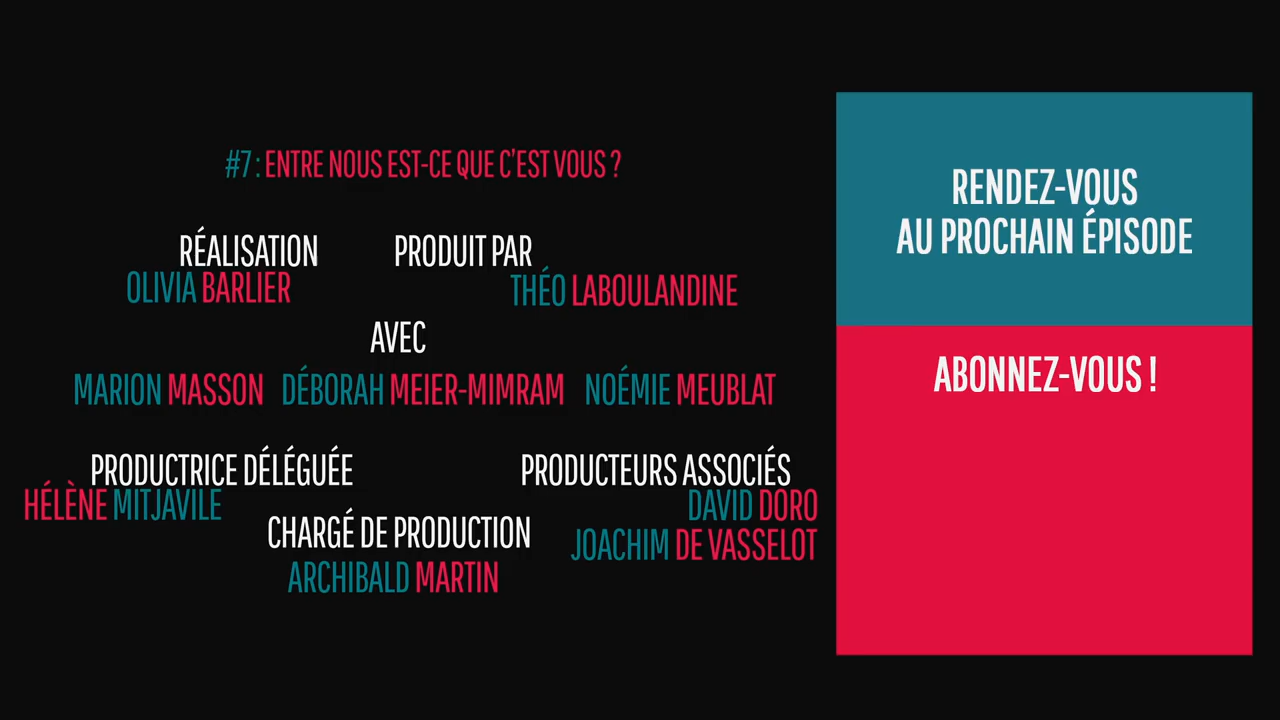 #7 : ENTRE NOUS EST-CE QUE C'EST VOUS ?
RÉALISATION
OLIVIA BARLIER
PRODUIT PAR
THÉO LABOULANDINE
AVEC
MARION MASSON
DÉBORAH MEIER-MIMRAM
NOÉMIE MEUBLAT
PRODUCTRICE DÉLÉGUÉE
HÉLÈNE MITJAVILE
CHARGÉ DE PRODUCTION
ARCHIBALD MARTIN
PRODUCTEURS ASSOCIÉS
DAVID DORO
JOACHIM DE VASSELOT
RENDEZ-VOUS
AU PROCHAIN ÉPISODE
ABONNEZ-VOUS !